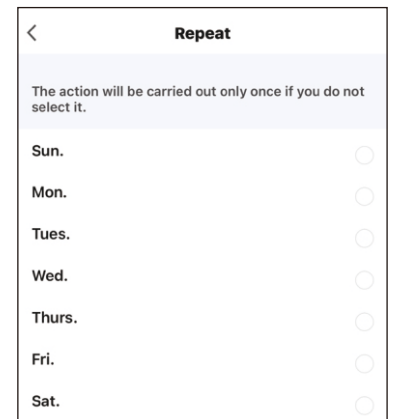 Repeat
The action will be carried out only once if you do not
select it.
Sun.
Mon.
Tues.
Wed.
Thurs.
Fri.
Sat.